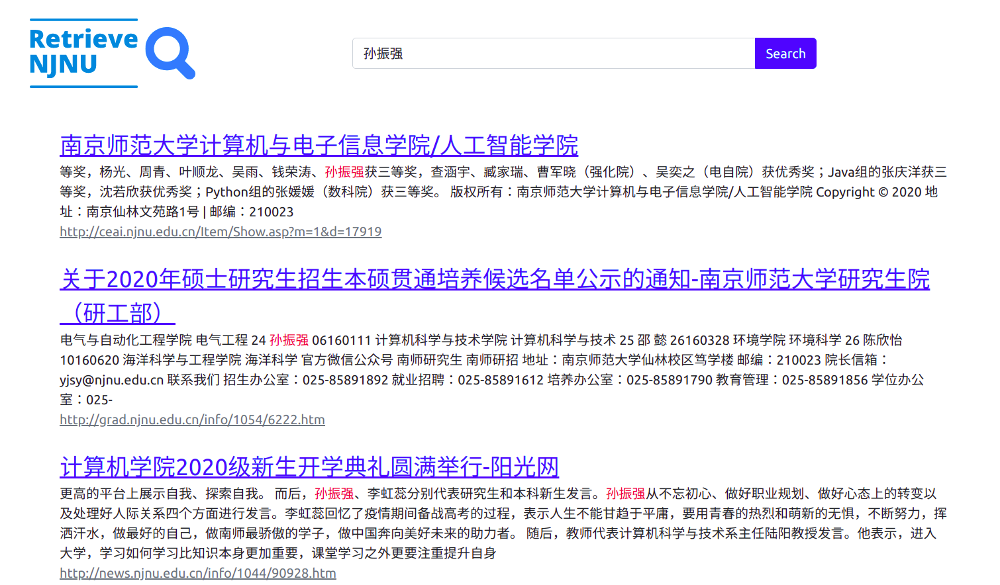 Retrieve
NJNU
孙振强
Search
南京师范大学计算机与电子信息学院/人工智能学院
等奖，杨光、周青、叶顺龙、吴雨、钱荣涛、孙振强获三等奖，查涵宇、臧家瑞、曹军晓（强化院）、吴奕之（电自院）获优秀奖；Java组的张庆洋获三
等奖，沈若欣获优秀奖；Python组的张媛媛（数科院）获三等奖。 版权所有：南京师范大学计算机与电子信息学院/人工智能学院 Copyright © 2020 地
址：南京仙林文苑路1号 | 邮编：210023
http://ceai.njnu.edu.cn/Item/Show.asp?m=1&d=17919
关于2020年硕士研究生招生本硕贯通培养候选名单公示的通知-南京师范大学研究生院
（研工部）
电气与自动化工程学院 电气工程 24 孙振强 06160111 计算机科学与技术学院 计算机科学与技术 25 邵 懿 26160328 环境学院 环境科学 26 陈欣怡
10160620 海洋科学与工程学院 海洋科学 官方微信公众号 南师研究生 南师研招 地址：南京师范大学仙林校区笃学楼 邮编：210023 院长信箱：
yjsy@njnu.edu.cn 联系我们 招生办公室：025-85891892 就业招聘：025-85891612 培养办公室：025-85891790 教育管理：025-85891856 学位办公
室：025-
http://grad.njnu.edu.cn/info/1054/6222.htm
计算机学院2020级新生开学典礼圆满举行-阳光网
更高的平台上展示自我、探索自我。 而后，孙振强、李虹蕊分别代表研究生和本科新生发言。孙振强从不忘初心、做好职业规划、做好心态上的转变以
及处理好人际关系四个方面进行发言。李虹蕊回忆了疫情期间备战高考的过程，表示人生不能甘趋于平庸，要用青春的热烈和萌新的无惧，不断努力，挥
洒汗水，做最好的自己，做南师最骄傲的学子，做中国奔向美好未来的助力者。 随后，教师代表计算机科学与技术系主任陆阳教授发言。他表示，进入
大学，学习如何学习比知识本身更加重要，课堂学习之外更要注重提升自身
http://news.njnu.edu.cn/info/1044/90928.htm